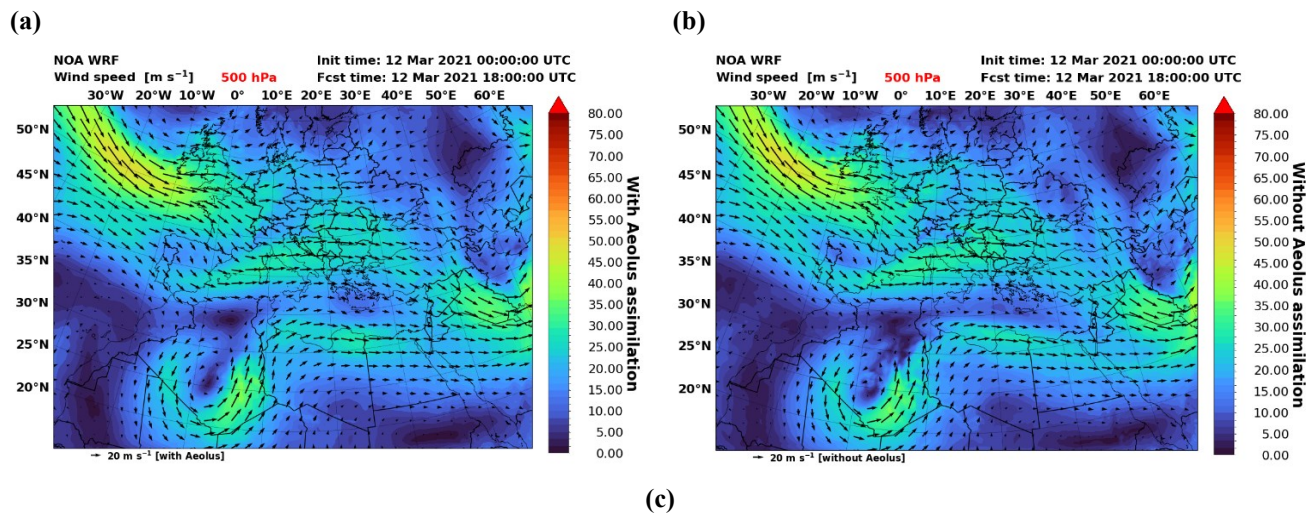 (a)
(b)
NOA WRF Init time: 12 Mar 2021 00:00:00 UTC
Wind speed [m s⁻¹] 500 hPa Fcst time: 12 Mar 2021 18:00:00 UTC
30°W 20°W 10°W 0° 10°E 20°E 30°E 40°E 50°E 60°E
50°N
45°N
40°N
35°N
30°N
25°N
20°N
80.00
75.00
70.00
65.00
60.00
55.00
50.00
45.00
40.00
35.00
30.00
25.00
20.00
15.00
10.00
5.00
0.00
With Aeolus assimilation
20 m s⁻¹ [with Aeolus]
NOA WRF Init time: 12 Mar 2021 00:00:00 UTC
Wind speed [m s⁻¹] 500 hPa Fcst time: 12 Mar 2021 18:00:00 UTC
30°W 20°W 10°W 0° 10°E 20°E 30°E 40°E 50°E 60°E
50°N
45°N
40°N
35°N
30°N
25°N
20°N
80.00
75.00
70.00
65.00
60.00
55.00
50.00
45.00
40.00
35.00
30.00
25.00
20.00
15.00
10.00
5.00
0.00
Without Aeolus assimilation
20 m s⁻¹ [without Aeolus]
(c)